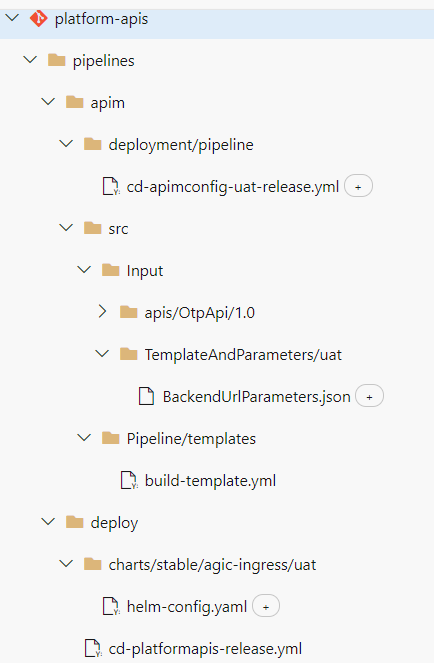 platform-apis
pipelines
apim
deployment/pipeline
cd-apimconfig-uat-release.yml +
src
Input
apis/OtpApi/1.0
TemplateAndParameters/uat
BackendUrlParameters.json +
Pipeline/templates
build-template.yml
deploy
charts/stable/agic-ingress/uat
helm-config.yaml +
cd-platformapis-release.yml